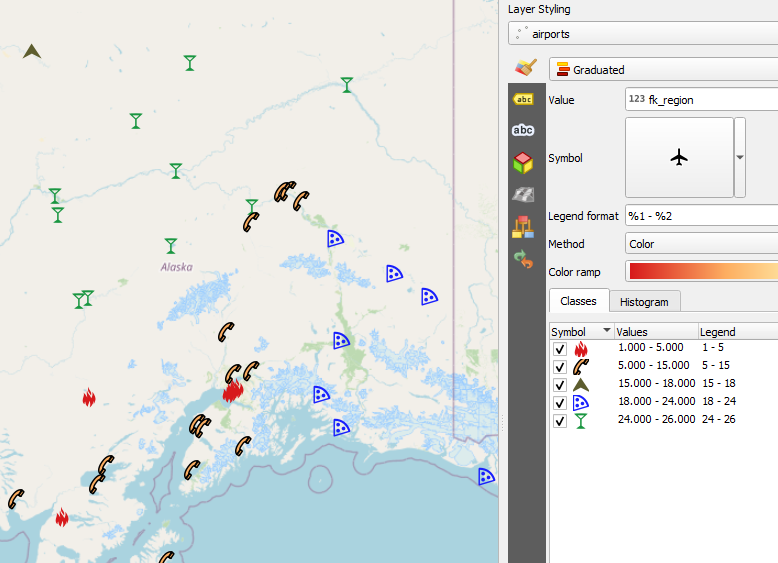 Layer Styling
airports
Graduated
abc
Value
123 fk_region
abc
Symbol
Legend format
%1 - %2
Method
Color
Color ramp
Alaska
Classes
Histogram
Symbol Values Legend
1.000 - 5.000 1 - 5
5.000 - 15.000 5 - 15
15.000 - 18.000 15 - 18
18.000 - 24.000 18 - 24
24.000 - 26.000 24 - 26